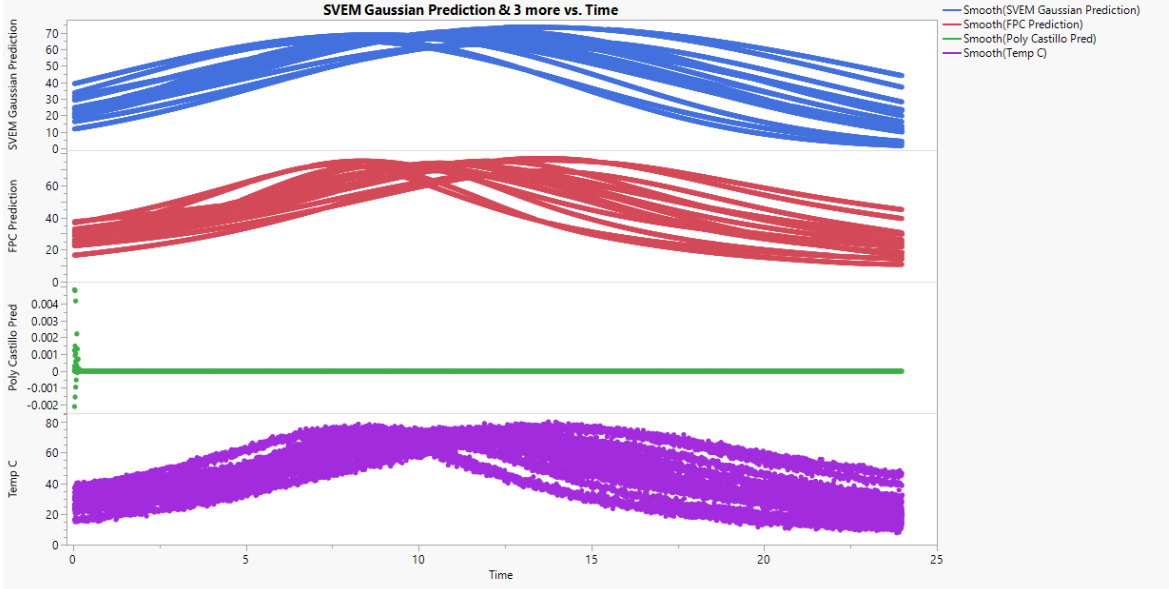 SVEM Gaussian Prediction & 3 more vs. Time
Smooth(SVEM Gaussian Prediction)
Smooth(FPC Prediction)
Smooth(Poly Castillo Pred)
Smooth(Temp C)
SVEM Gaussian Prediction
70
60
50
40
30
20
10
0
FPC Prediction
60
40
20
0
Poly Castillo Pred
0.004
0.003
0.002
0.001
0
-0.001
-0.002
Temp C
80
60
40
20
0
0 5 10 15 20 25
Time